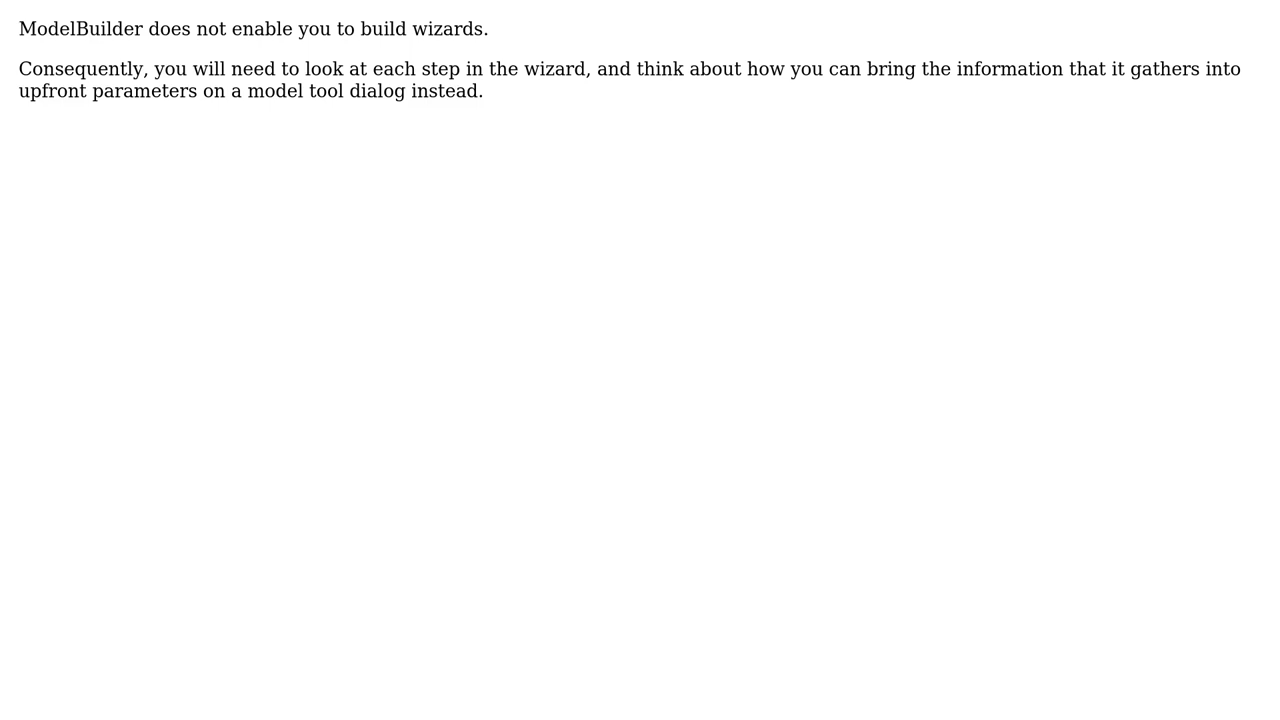 ModelBuilder does not enable you to build wizards.
Consequently, you will need to look at each step in the wizard, and think about how you can bring the information that it gathers into
upfront parameters on a model tool dialog instead.